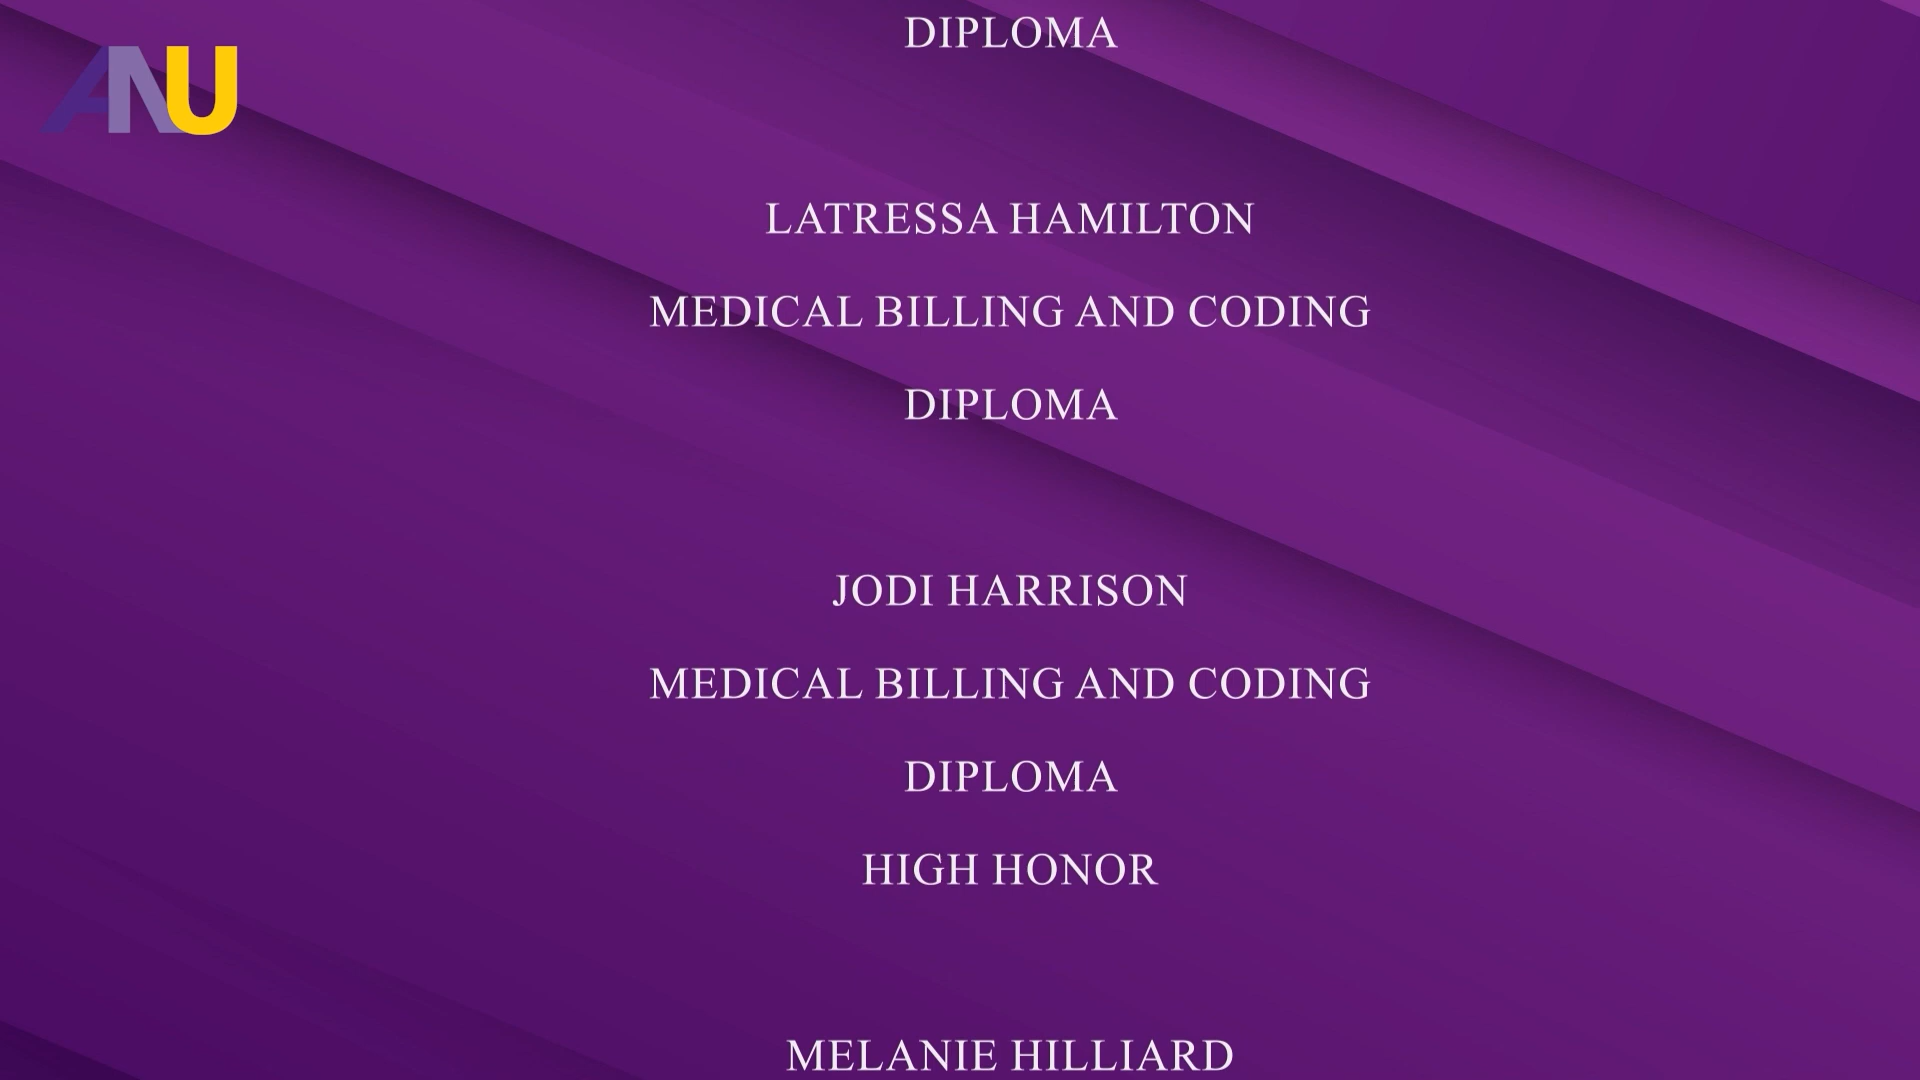 DIPLOMA
ANU
LATRESSA HAMILTON
MEDICAL BILLING AND CODING
DIPLOMA
JODI HARRISON
MEDICAL BILLING AND CODING
DIPLOMA
HIGH HONOR
MELANIE HILLIARD